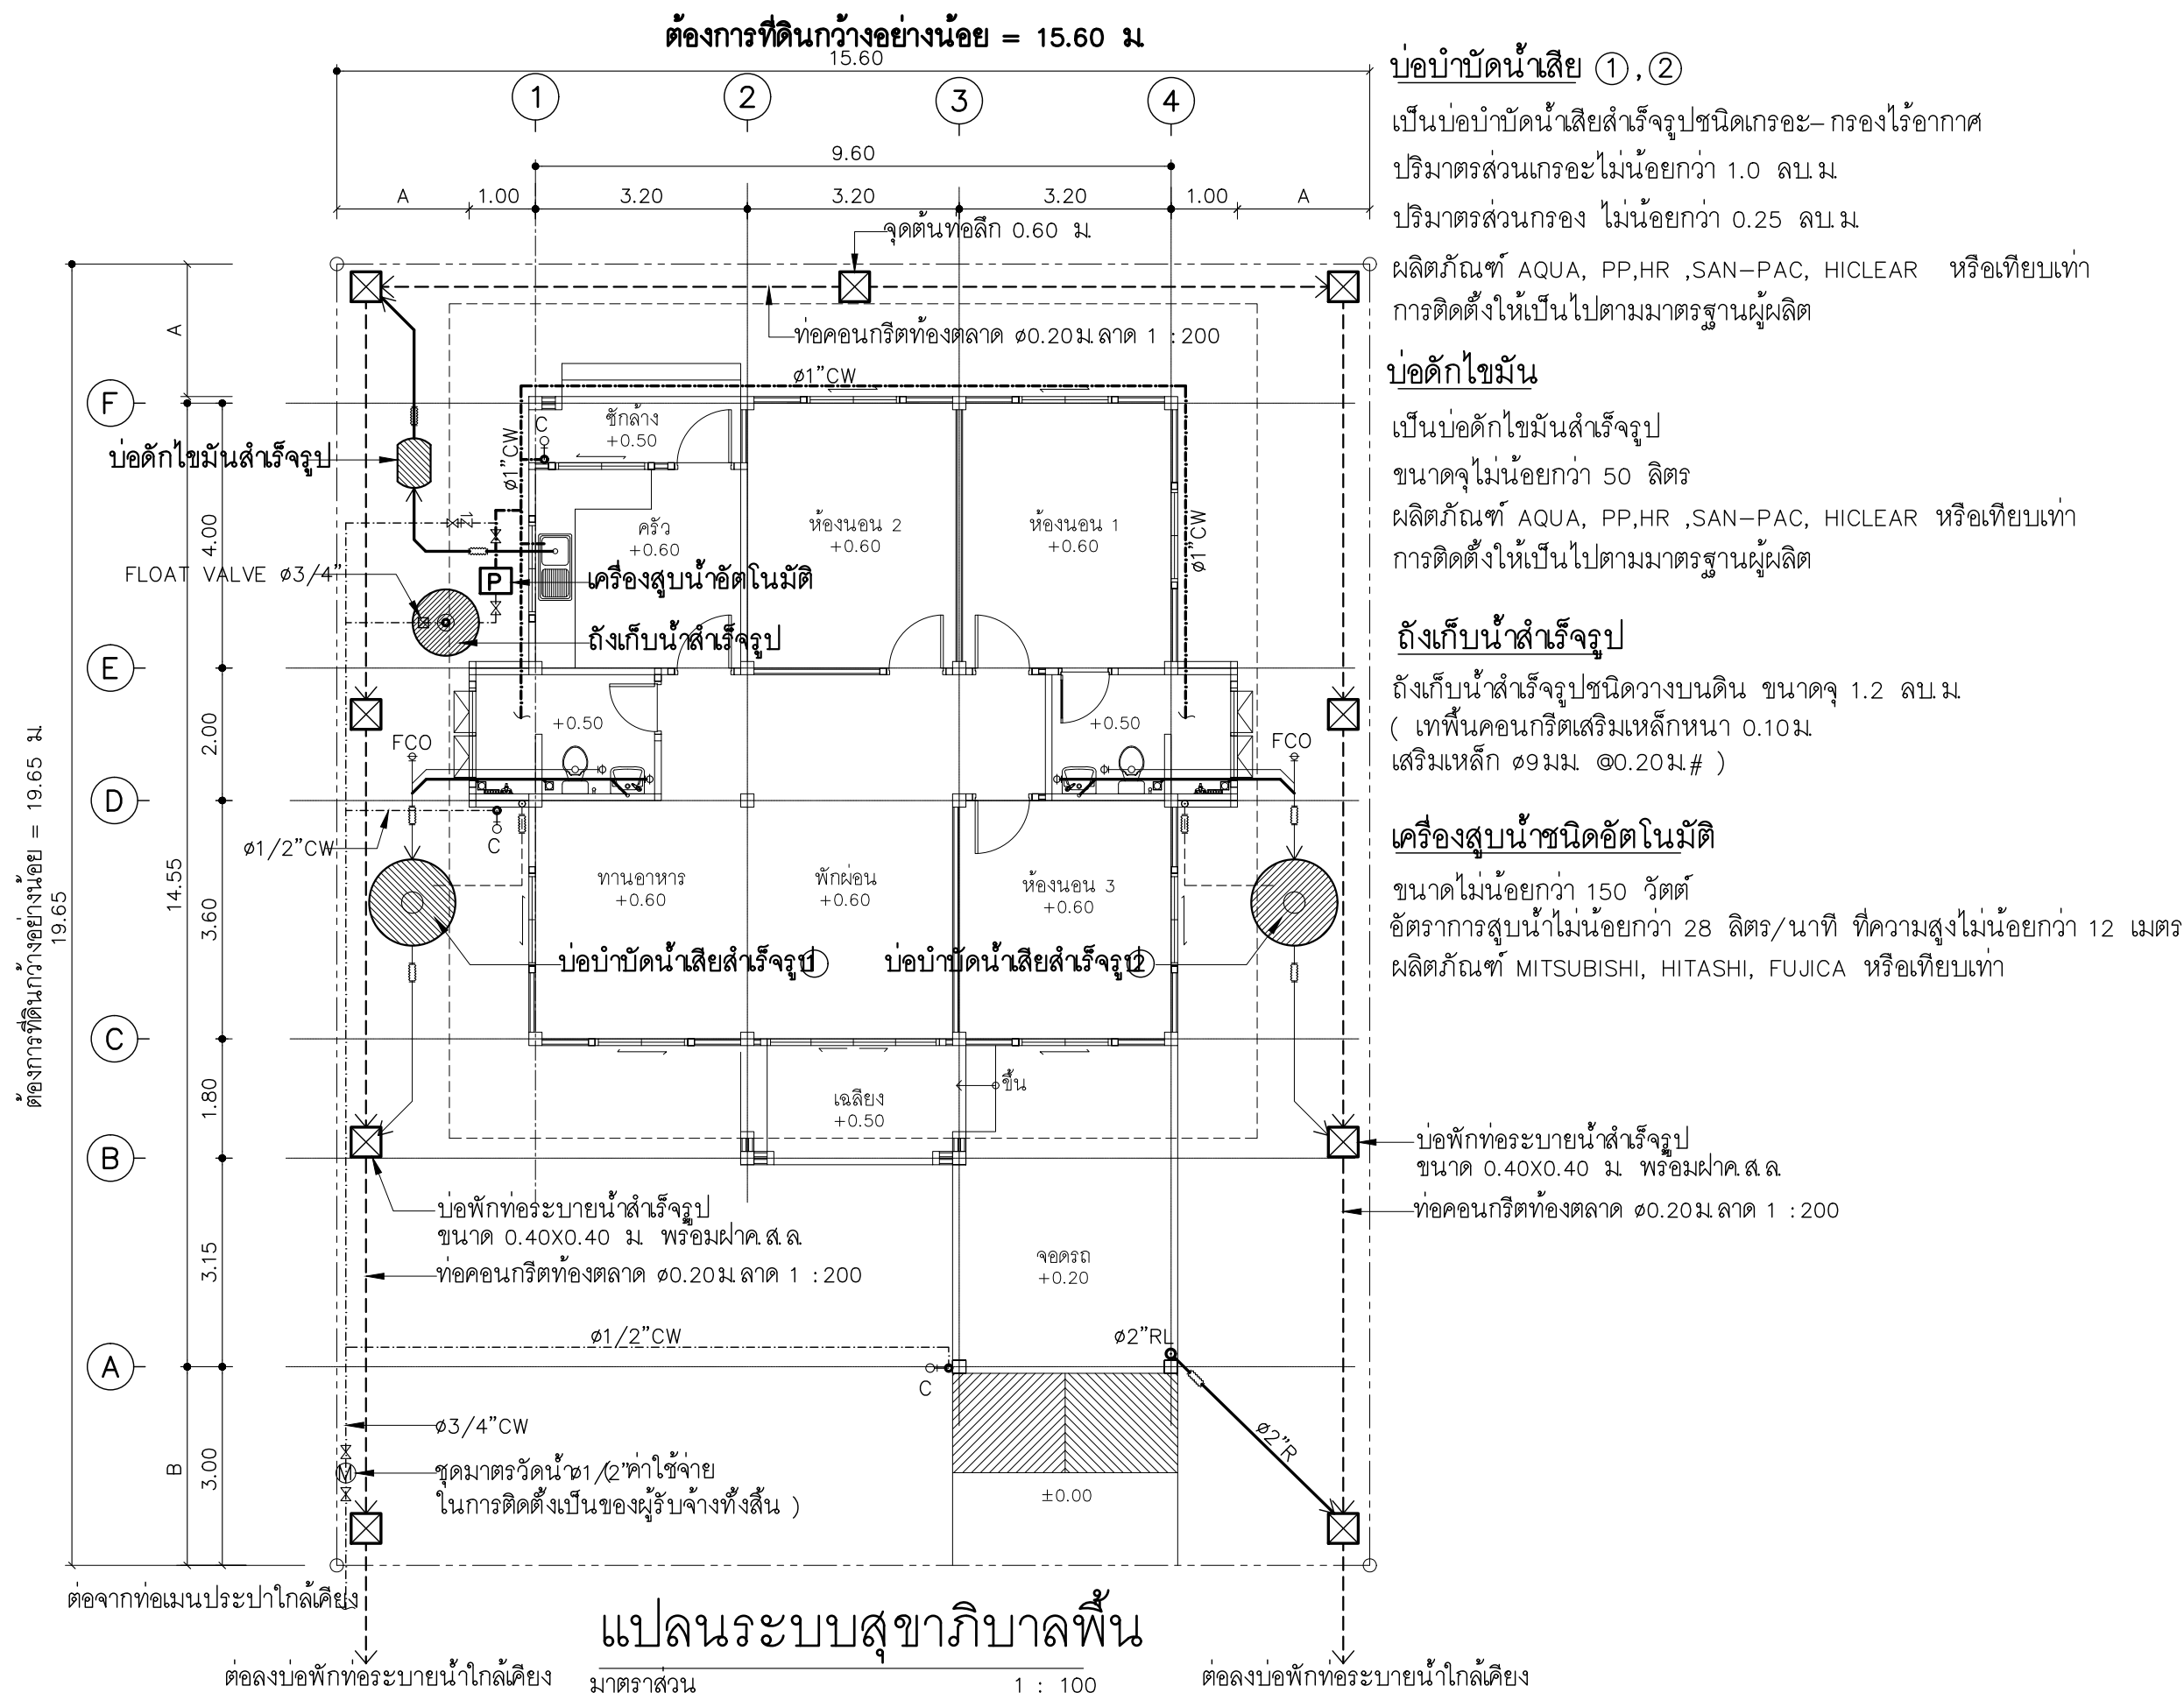 ต้องการที่ดินกว้างอย่างน้อย = 15.60 ม.
15.60
1
2
3
4
9.60
A
1.00
3.20
3.20
3.20
1.00
A
จุดต้นท่อลึก 0.60 ม.
ท่อคอนกรีตท้องตลาด ø0.20ม.ลาด 1 :200
ø1"CW
A
F
ซักล้าง
+0.50
C
ø1"CW
บ่อดักไขมันสำเร็จรูป
4.00
ครัว
+0.60
ห้องนอน 2
+0.60
ห้องนอน 1
+0.60
ø1"CW
FLOAT VALVE ø3/4"
P
เครื่องสูบน้ำอัตโนมัติ
ถังเก็บน้ำสำเร็จรูป
E
2.00
+0.50
+0.50
FCO
FCO
D
ø1/2"CW
C
ต้องการที่ดินกว้างอย่างน้อย = 19.65 ม.
19.65
14.55
3.60
ทานอาหาร
+0.60
พักผ่อน
+0.60
ห้องนอน 3
+0.60
บ่อบำบัดน้ำเสียสำเร็จรูป 1
บ่อบำบัดน้ำเสียสำเร็จรูป 2
C
1.80
เฉลียง
+0.50
ขึ้น
B
บ่อพักท่อระบายน้ำสำเร็จรูป
ขนาด 0.40X0.40 ม. พร้อมฝาค.ส.ล.
ท่อคอนกรีตท้องตลาด ø0.20ม.ลาด 1 :200
บ่อพักท่อระบายน้ำสำเร็จรูป
ขนาด 0.40X0.40 ม. พร้อมฝาค.ส.ล.
ท่อคอนกรีตท้องตลาด ø0.20ม.ลาด 1 :200
3.15
จอดรถ
+0.20
ø1/2"CW
ø2"RL
A
C
ø3/4"CW
ø2"R
B
3.00
M
ชุดมาตรวัดน้ำø1/2" (ค่าใช้จ่าย
ในการติดตั้งเป็นของผู้รับจ้างทั้งสิ้น )
±0.00
ต่อจากท่อเมนประปาใกล้เคียง
ต่อลงบ่อพักท่อระบายน้ำใกล้เคียง
ต่อลงบ่อพักท่อระบายน้ำใกล้เคียง
แปลนระบบสุขาภิบาลพื้น
มาตราส่วน 1 : 100
บ่อบำบัดน้ำเสีย 1 , 2
เป็นบ่อบำบัดน้ำเสียสำเร็จรูปชนิดเกรอะ-กรองไร้อากาศ
ปริมาตรส่วนเกรอะไม่น้อยกว่า 1.0 ลบ.ม.
ปริมาตรส่วนกรอง ไม่น้อยกว่า 0.25 ลบ.ม.
ผลิตภัณฑ์ AQUA, PP,HR ,SAN-PAC, HICLEAR หรือเทียบเท่า
การติดตั้งให้เป็นไปตามมาตรฐานผู้ผลิต
บ่อดักไขมัน
เป็นบ่อดักไขมันสำเร็จรูป
ขนาดจุไม่น้อยกว่า 50 ลิตร
ผลิตภัณฑ์ AQUA, PP,HR ,SAN-PAC, HICLEAR หรือเทียบเท่า
การติดตั้งให้เป็นไปตามมาตรฐานผู้ผลิต
ถังเก็บน้ำสำเร็จรูป
ถังเก็บน้ำสำเร็จรูปชนิดวางบนดิน ขนาดจุ 1.2 ลบ.ม.
( เทพื้นคอนกรีตเสริมเหล็กหนา 0.10ม.
เสริมเหล็ก ø9มม. @0.20ม.# )
เครื่องสูบน้ำชนิดอัตโนมัติ
ขนาดไม่น้อยกว่า 150 วัตต์
อัตราการสูบน้ำไม่น้อยกว่า 28 ลิตร/นาที ที่ความสูงไม่น้อยกว่า 12 เมตร
ผลิตภัณฑ์ MITSUBISHI, HITASHI, FUJICA หรือเทียบเท่า